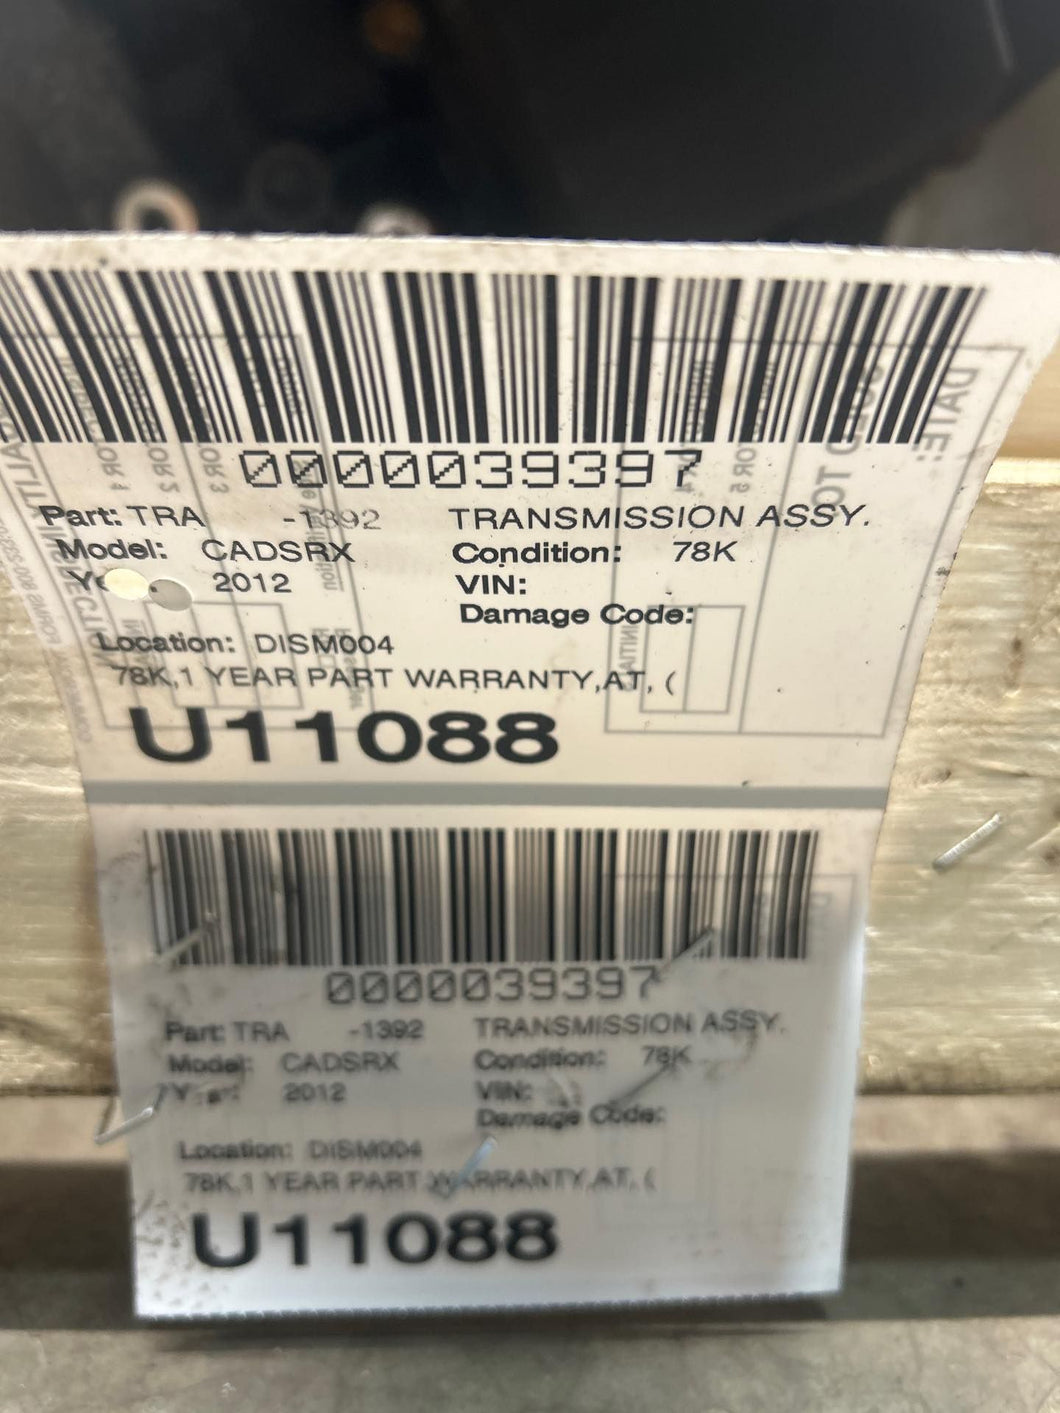 0000039397
Part: TRA -1392 TRANSMISSION ASSY.
Model: CADSRX Condition: 78K
2012 VIN:
Damage Code:
Location: DISM004
78K,1 YEAR PART WARRANTY,AT, (
U11088
0000039397
Part: TRA -1392 TRANSMISSION ASSY.
Model: CADSRX Condition: 78K
Year: 2012 VIN:
Damage Code:
Location: DISM004
78K,1 YEAR PART WARRANTY,AT, (
U11088
DATE: